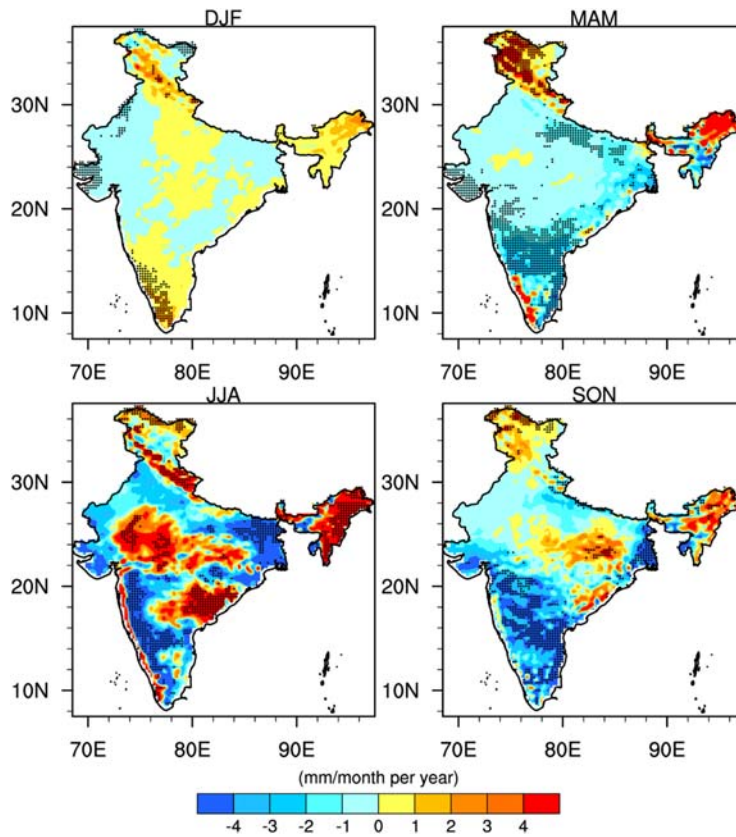 DJF
MAM
30N
30N
20N
20N
10N
10N
70E 80E 90E
70E 80E 90E
JJA
SON
30N
30N
20N
20N
10N
10N
70E 80E 90E
70E 80E 90E
(mm/month per year)
-4 -3 -2 -1 0 1 2 3 4